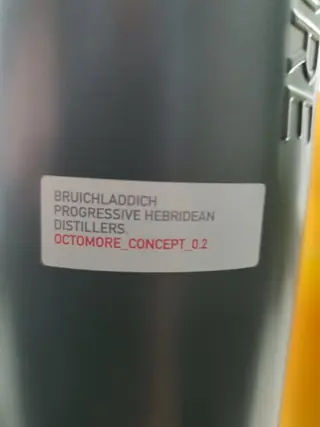 BRUICHLADDICH
PROGRESSIVE HEBRIDEAN
DISTILLERS.
OCTOMORE_CONCEPT_0.2